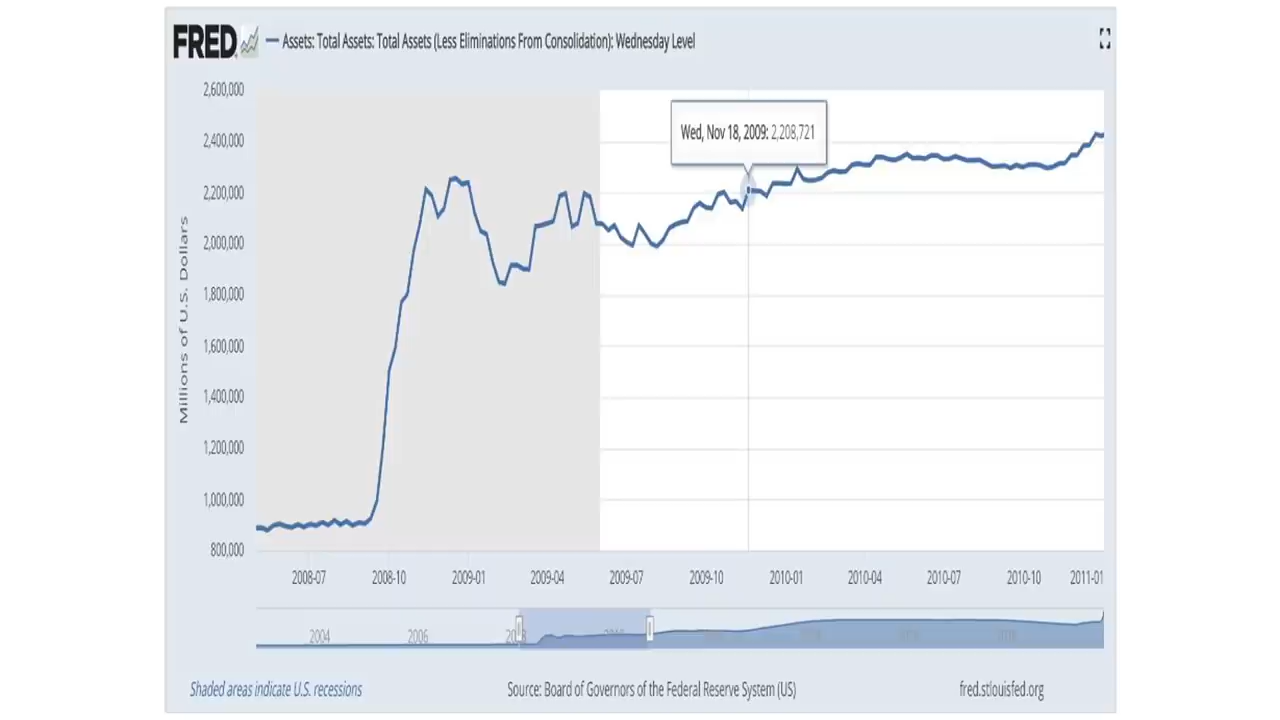 FRED
Assets: Total Assets: Total Assets (Less Eliminations From Consolidation): Wednesday Level
2,600,000
2,400,000
2,200,000
2,000,000
1,800,000
1,600,000
1,400,000
1,200,000
1,000,000
800,000
Millions of U.S. Dollars
Wed, Nov 18, 2009: 2,208,721
2008-07 2008-10 2009-01 2009-04 2009-07 2009-10 2010-01 2010-04 2010-07 2010-10 2011-01
2004 2006
Shaded areas indicate U.S. recessions
Source: Board of Governors of the Federal Reserve System (US)
fred.stlouisfed.org